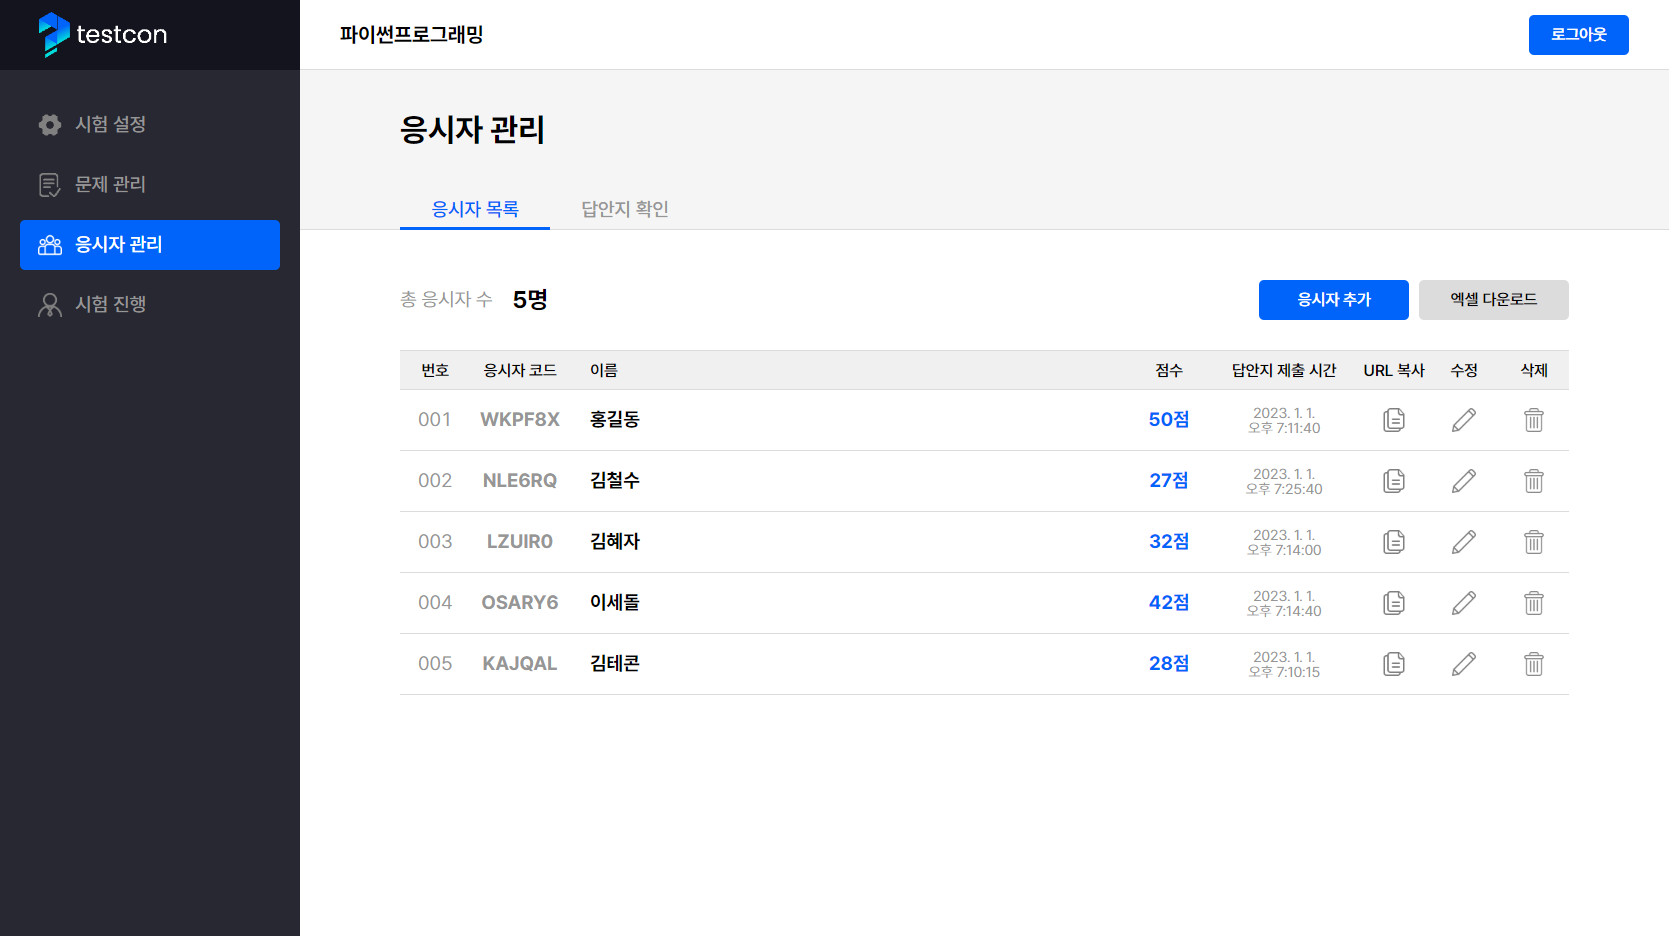 testcon
파이썬프로그래밍
로그아웃
시험 설정
문제 관리
응시자 관리
시험 진행
응시자 관리
응시자 목록
답안지 확인
총 응시자 수 5명
응시자 추가
엑셀 다운로드
번호 응시자 코드 이름 점수 답안지 제출 시간 URL 복사 수정 삭제
001 WKPF8X 홍길동 50점 2023. 1. 1.
오후 7:11:40
002 NLE6RQ 김철수 27점 2023. 1. 1.
오후 7:25:40
003 LZUIR0 김혜자 32점 2023. 1. 1.
오후 7:14:00
004 OSARY6 이세돌 42점 2023. 1. 1.
오후 7:14:40
005 KAJQAL 김테콘 28점 2023. 1. 1.
오후 7:10:15